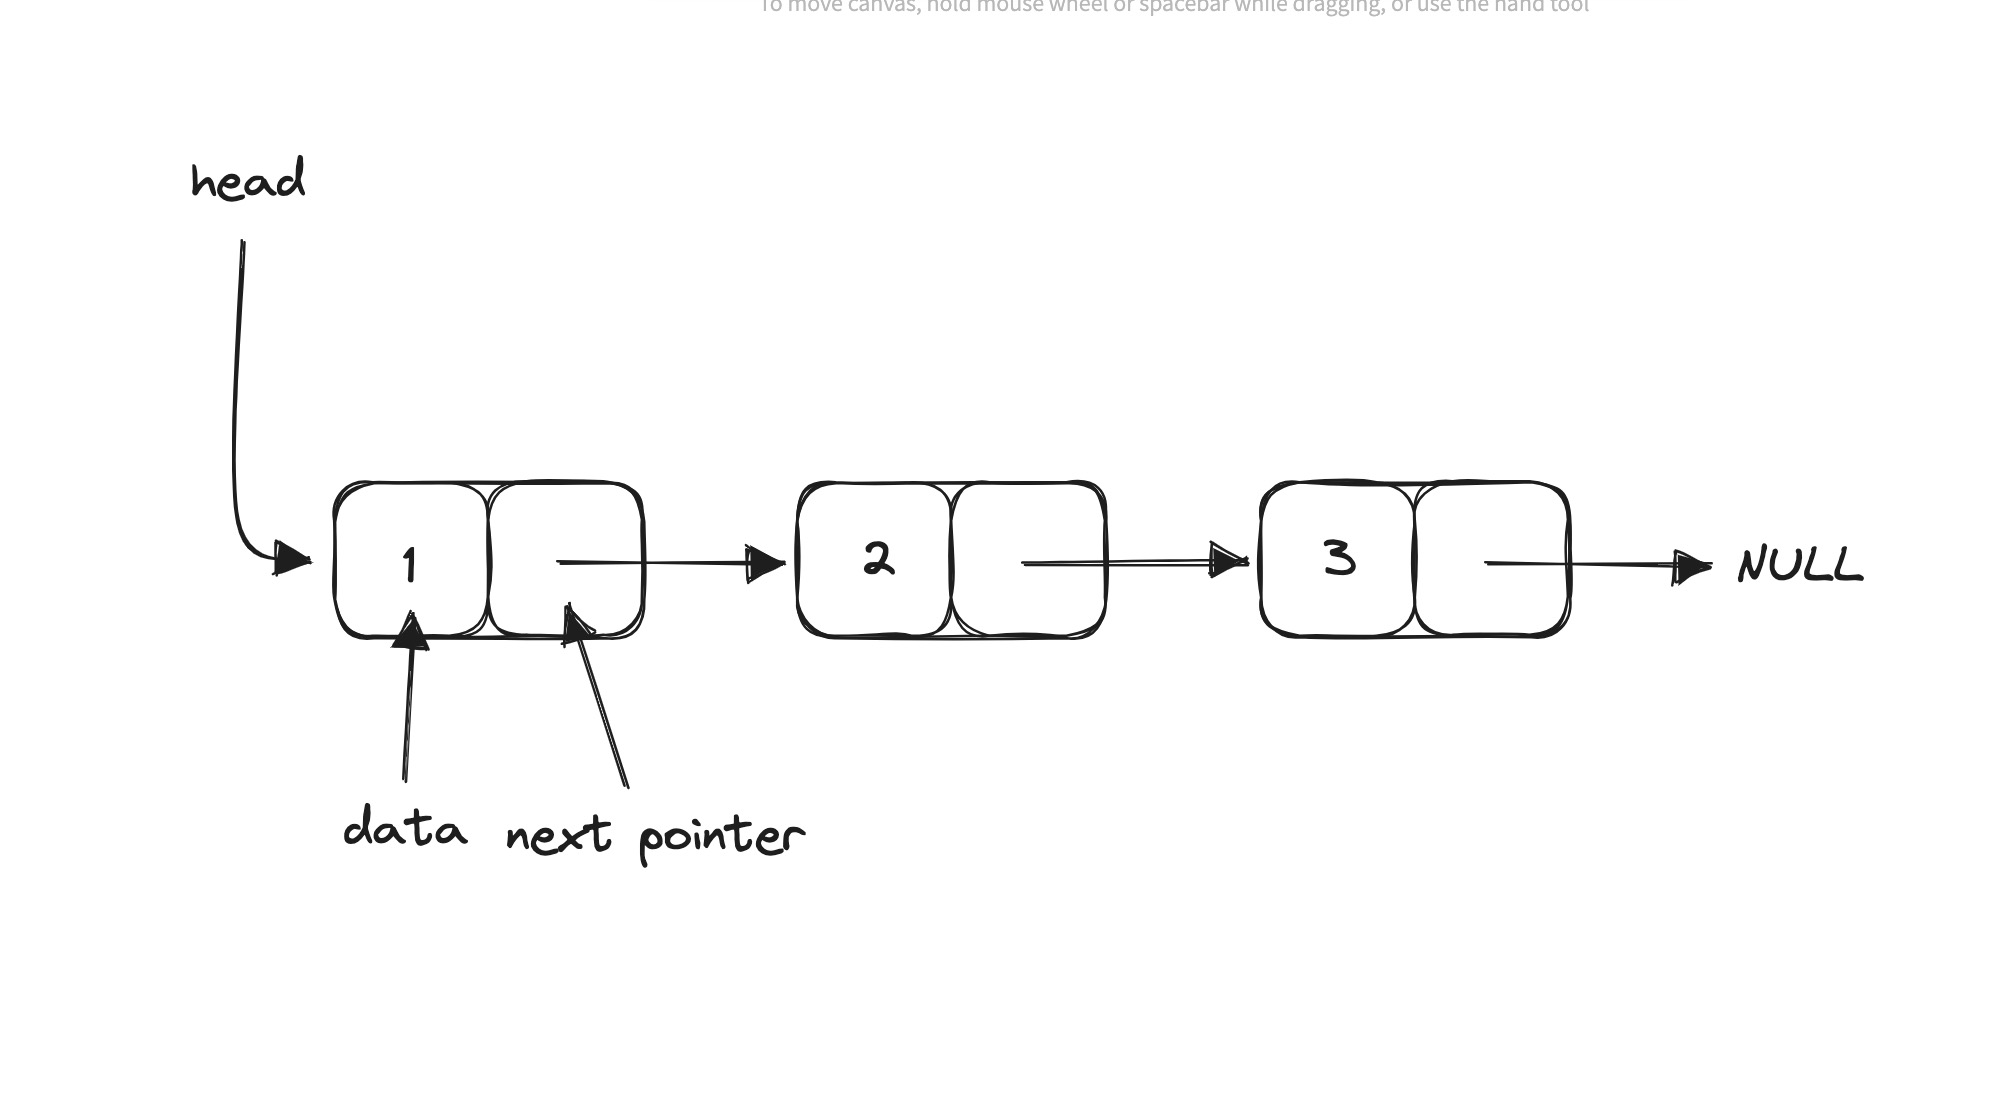 To move canvas, hold mouse wheel or spacebar while dragging, or use the hand tool
head
1 2 3 NULL
data next pointer